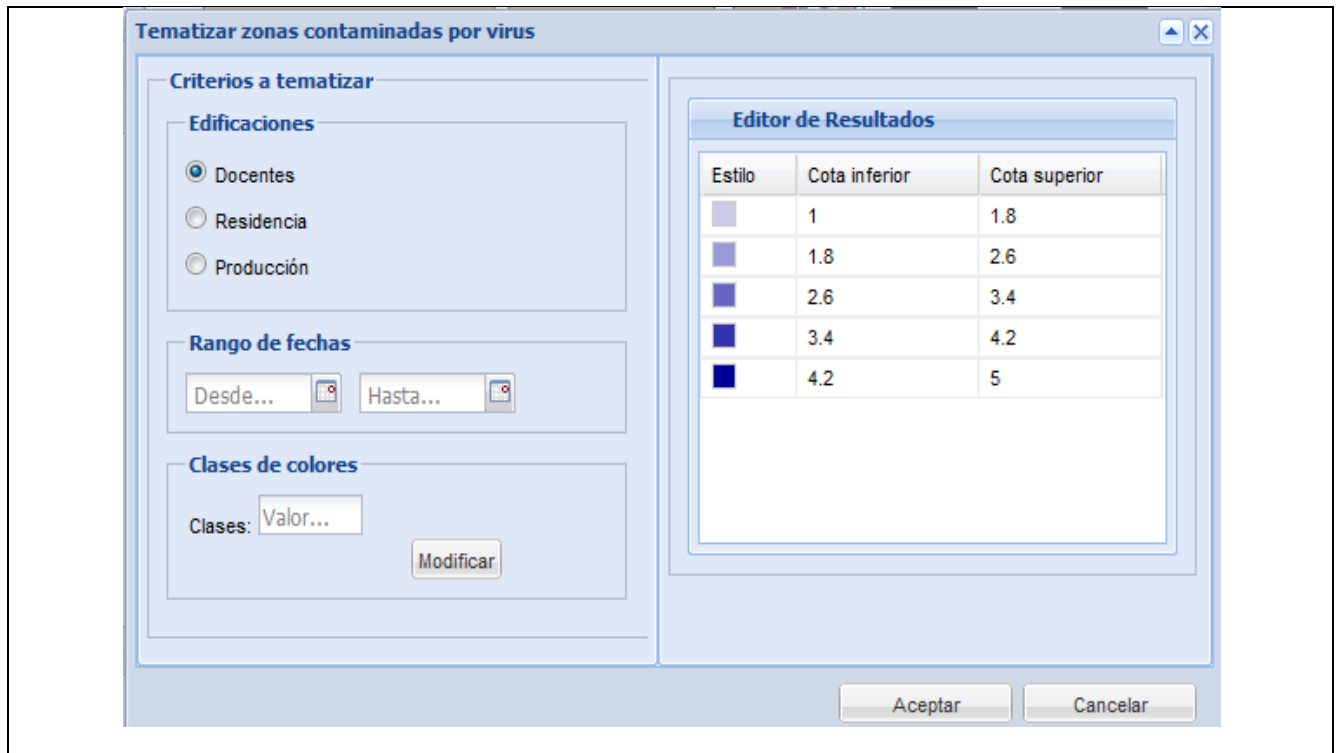 Tematizar zonas contaminadas por virus
Criterios a tematizar
Edificaciones
Docentes
Residencia
Producción
Rango de fechas
Desde... Hasta...
Clases de colores
Clases: Valor...
Modificar
Editor de Resultados
Estilo Cota inferior Cota superior
1 1.8
1.8 2.6
2.6 3.4
3.4 4.2
4.2 5
Aceptar Cancelar